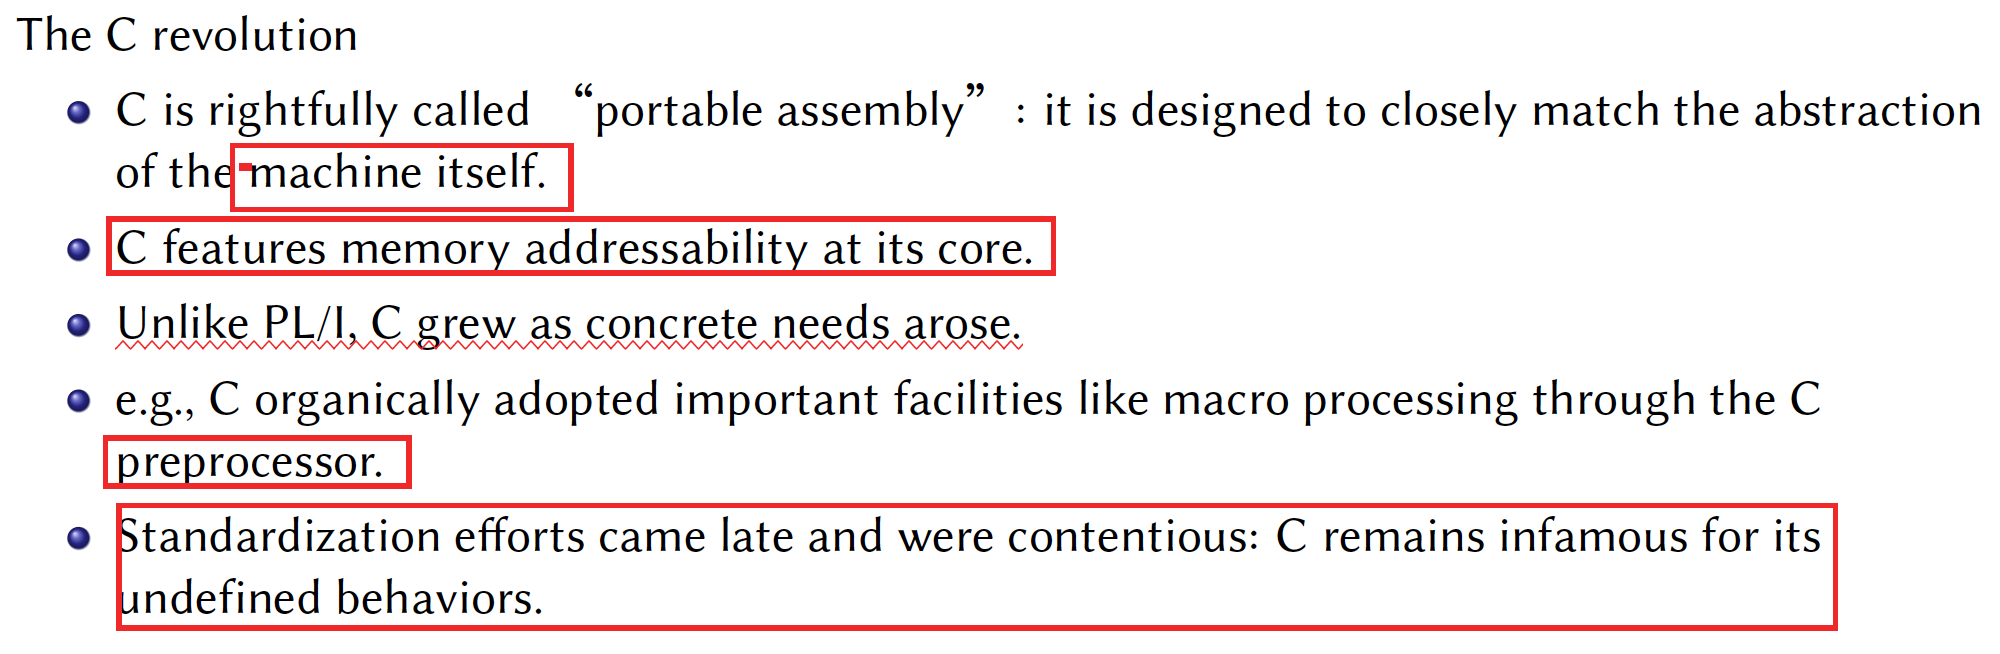 The C revolution
C is rightfully called “portable assembly” : it is designed to closely match the abstraction
of the machine itself.
C features memory addressability at its core.
Unlike PL/I, C grew as concrete needs arose.
e.g., C organically adopted important facilities like macro processing through the C
preprocessor.
Standardization efforts came late and were contentious: C remains infamous for its
undefined behaviors.